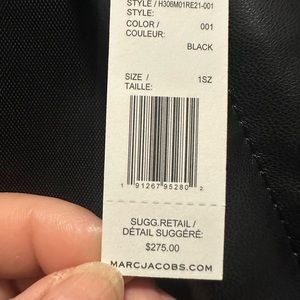 STYLE / H306M01RE21-001
STYLE:
COLOR / 001
COULEUR:
BLACK
SIZE / 1SZ
TAILLE:
1 91267 95280 2
SUGG.RETAIL /
DÉTAIL SUGGÉRÉ:
$275.00
MARCJACOBS.COM